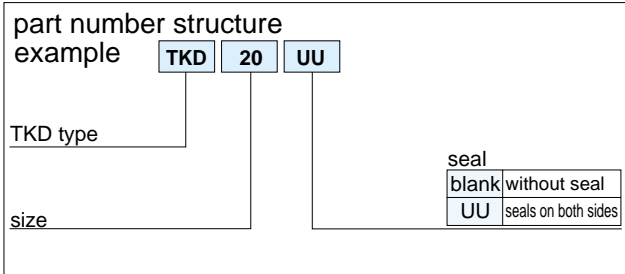 part number structure
example TKD 20 UU
TKD type
seal
blank without seal
UU seals on both sides
size